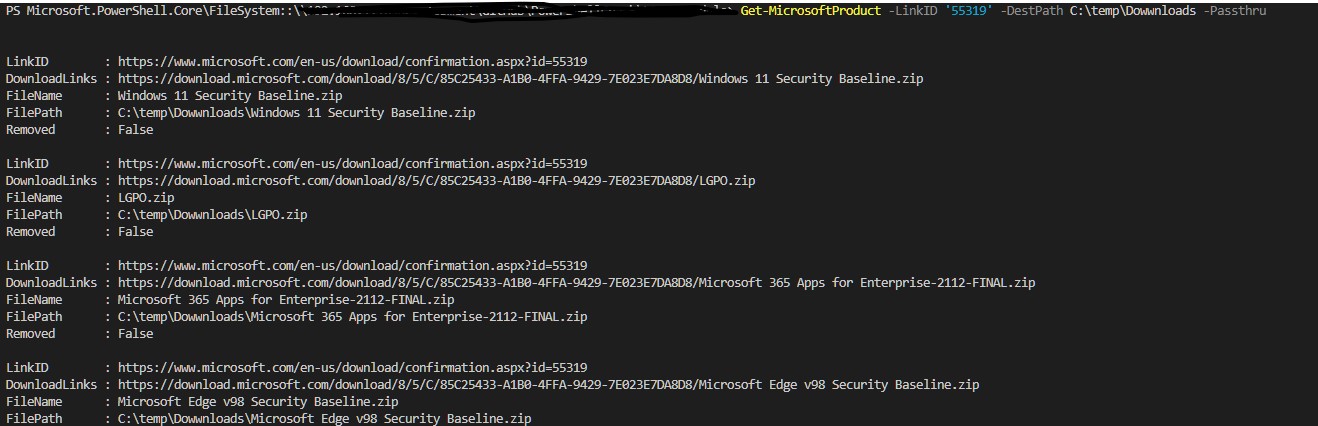 PS Microsoft.PowerShell.Core\FileSystem::\\ Get-MicrosoftProduct -LinkID '55319' -DestPath C:\temp\Dowwnloads -Passthru
LinkID : https://www.microsoft.com/en-us/download/confirmation.aspx?id=55319
DownloadLinks : https://download.microsoft.com/download/8/5/C/85C25433-A1B0-4FFA-9429-7E023E7DA8D8/Windows 11 Security Baseline.zip
FileName : Windows 11 Security Baseline.zip
FilePath : C:\temp\Dowwnloads\Windows 11 Security Baseline.zip
Removed : False
LinkID : https://www.microsoft.com/en-us/download/confirmation.aspx?id=55319
DownloadLinks : https://download.microsoft.com/download/8/5/C/85C25433-A1B0-4FFA-9429-7E023E7DA8D8/LGPO.zip
FileName : LGPO.zip
FilePath : C:\temp\Dowwnloads\LGPO.zip
Removed : False
LinkID : https://www.microsoft.com/en-us/download/confirmation.aspx?id=55319
DownloadLinks : https://download.microsoft.com/download/8/5/C/85C25433-A1B0-4FFA-9429-7E023E7DA8D8/Microsoft 365 Apps for Enterprise-2112-FINAL.zip
FileName : Microsoft 365 Apps for Enterprise-2112-FINAL.zip
FilePath : C:\temp\Dowwnloads\Microsoft 365 Apps for Enterprise-2112-FINAL.zip
Removed : False
LinkID : https://www.microsoft.com/en-us/download/confirmation.aspx?id=55319
DownloadLinks : https://download.microsoft.com/download/8/5/C/85C25433-A1B0-4FFA-9429-7E023E7DA8D8/Microsoft Edge v98 Security Baseline.zip
FileName : Microsoft Edge v98 Security Baseline.zip
FilePath : C:\temp\Dowwnloads\Microsoft Edge v98 Security Baseline.zip